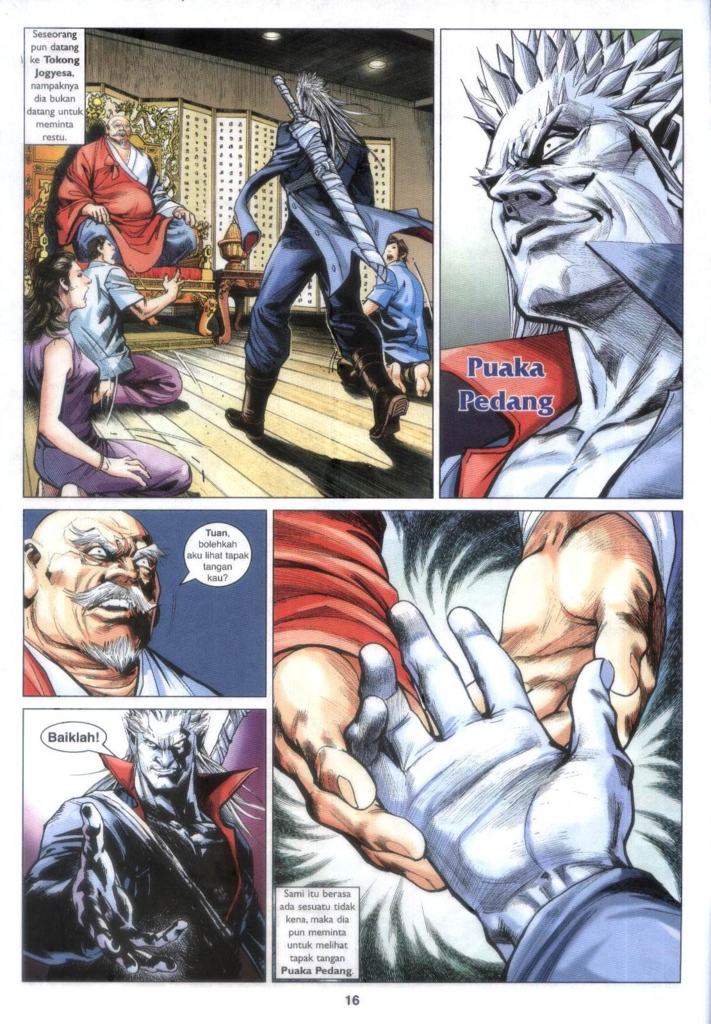 Seseorang
pun datang
ke Tokong
Jogyesa,
nampaknya
dia bukan
datang untuk
meminta
restu.
Puaka
Pedang
Tuan,
bolehkah
aku lihat tapak
tangan
kau?
Baiklah!
Sami itu berasa
ada sesuatu tidak
kena, maka dia
pun meminta
untuk melihat
tapak tangan
Puaka Pedang.
16